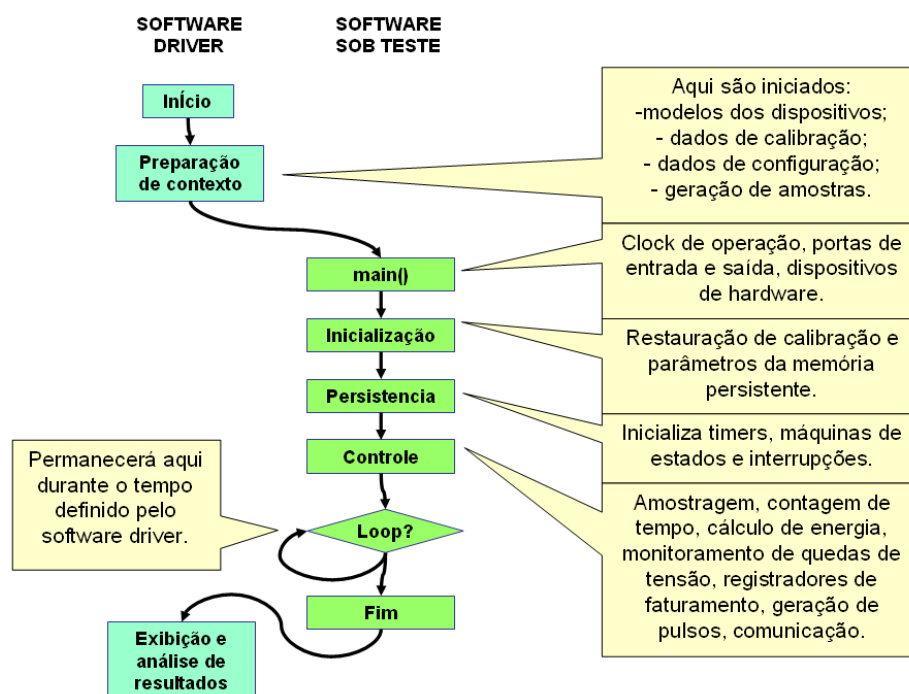 SOFTWARE
DRIVER
SOFTWARE
SOB TESTE
InÍcio
Preparação
de contexto
Aqui são iniciados:
-modelos dos dispositivos;
- dados de calibração;
- dados de configuração;
- geração de amostras.
main()
Clock de operação, portas de
entrada e saída, dispositivos
de hardware.
Inicialização
Restauração de calibração e
parâmetros da memória
persistente.
Persistencia
Inicializa timers, máquinas de
estados e interrupções.
Controle
Amostragem, contagem de
tempo, cálculo de energia,
monitoramento de quedas de
tensão, registradores de
faturamento, geração de
pulsos, comunicação.
Permanecerá aqui
durante o tempo
definido pelo
software driver.
Loop?
Fim
Exibição e
análise de
resultados